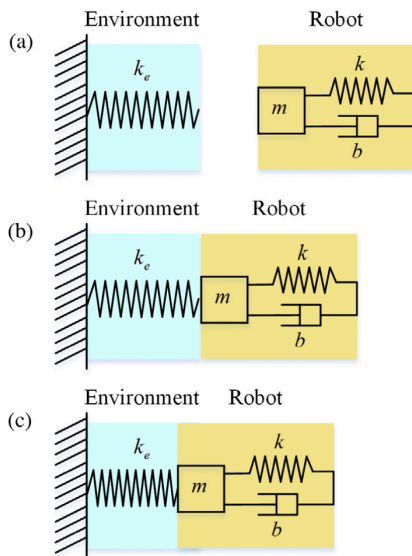 Environment Robot
(a)
k_e
k
m
b
Environment Robot
(b)
k_e
k
m
b
Environment Robot
(c)
k_e
k
m
b